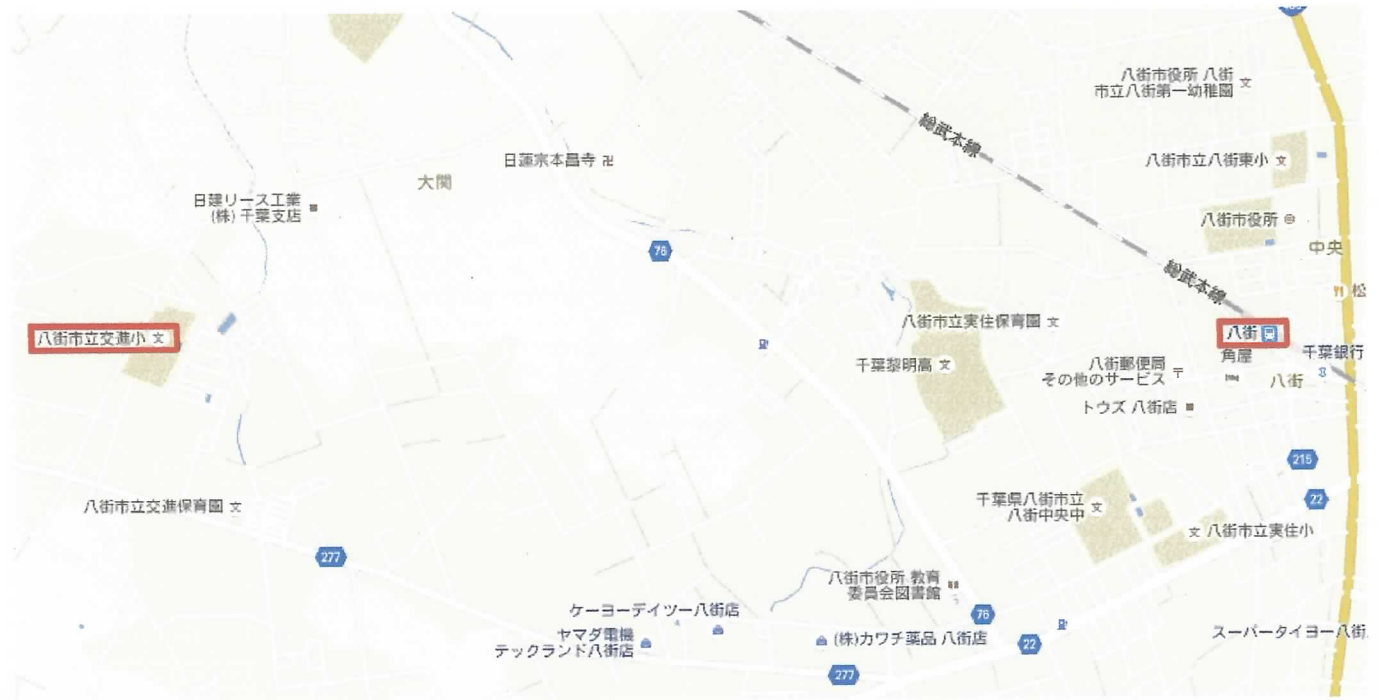 八街市役所 八街
市立八街第一幼稚園
総武本線
日蓮宗本昌寺
八街市立八街東小
大関
日建リース工業
(株) 千葉支店
八街市役所
76
中央
総武本線
松
八街市立実住保育園
八街市立交進小
八街
千葉銀行
角屋
千葉黎明高
八街郵便局
その他のサービス
八街
トウズ 八街店
215
22
千葉県八街市立
八街中央中
八街市立交進保育園
八街市立実住小
277
八街市役所 教育
委員会図書館
ケーヨーデイツー八街店
76
ヤマダ電機
テックランド八街店
(株)カワチ薬品 八街店
22
スーパータイヨー八街
277